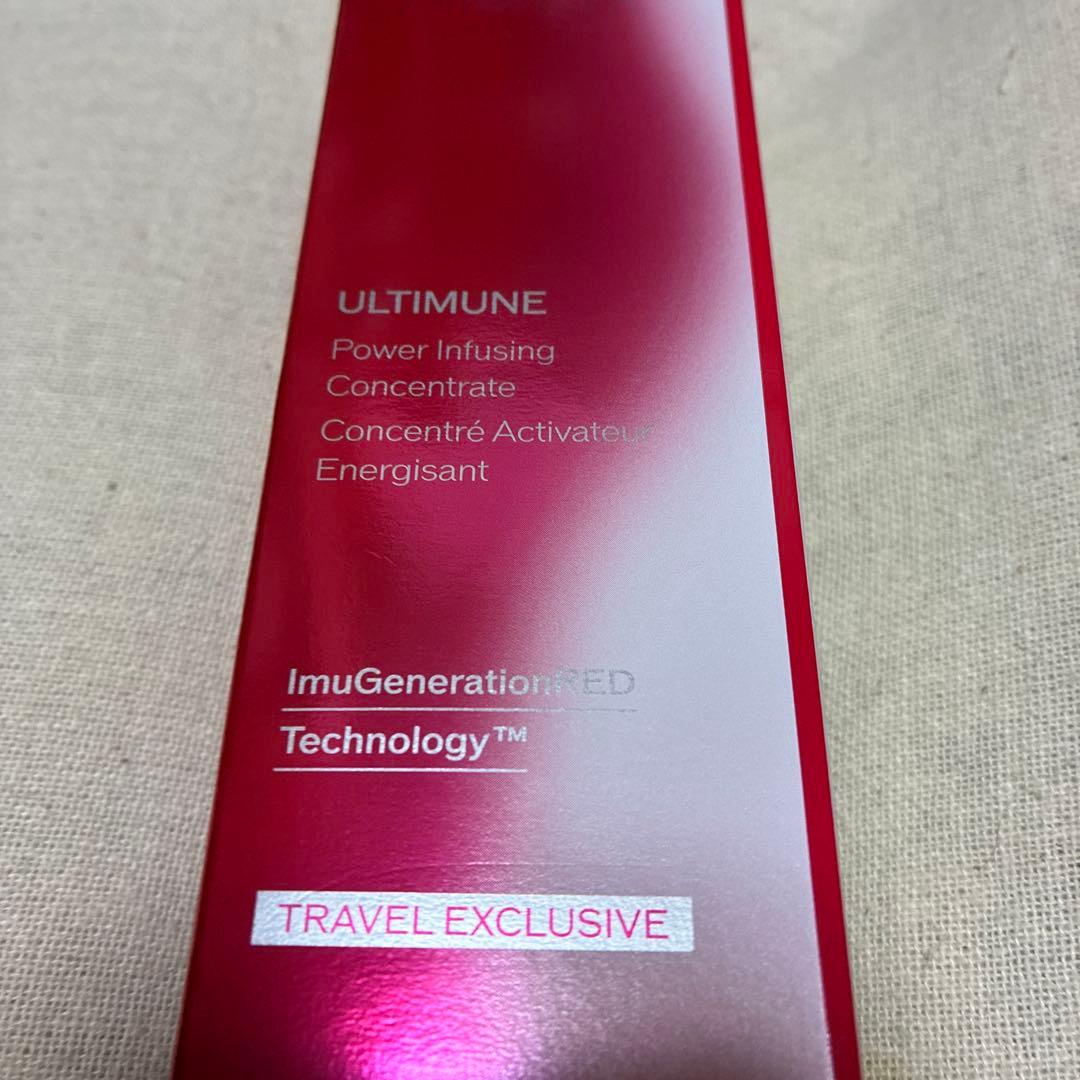 ULTIMUNE
Power Infusing
Concentrate
Concentré Activateur
Energisant
ImuGenerationRED
Technology™
TRAVEL EXCLUSIVE